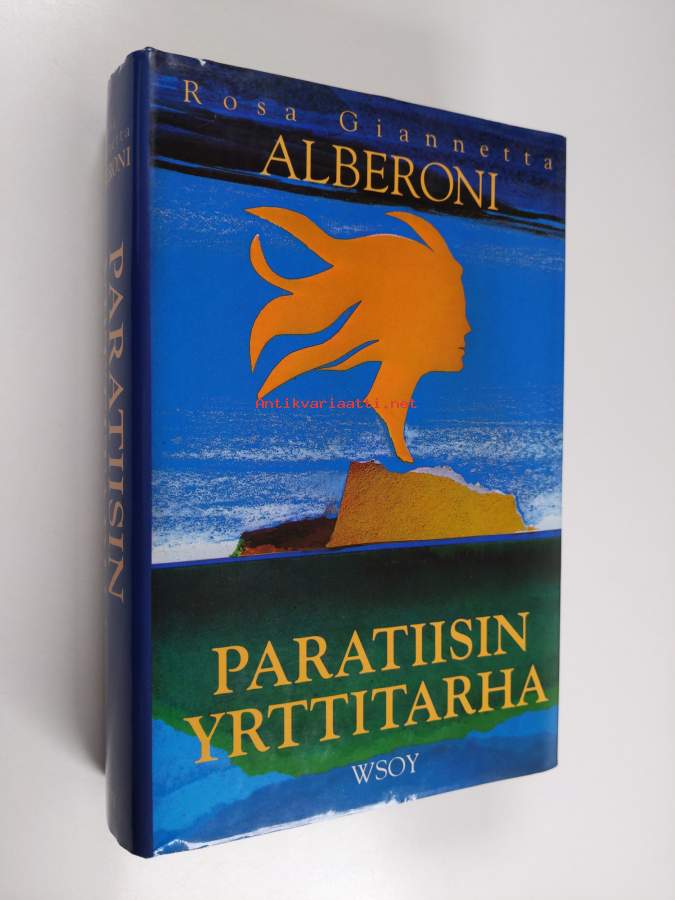 Rosa Giannetta
ALBERONI
Antikvariaatti.net
PARATIISIN
YRTTITARHA
WSOY
PARATIISIN